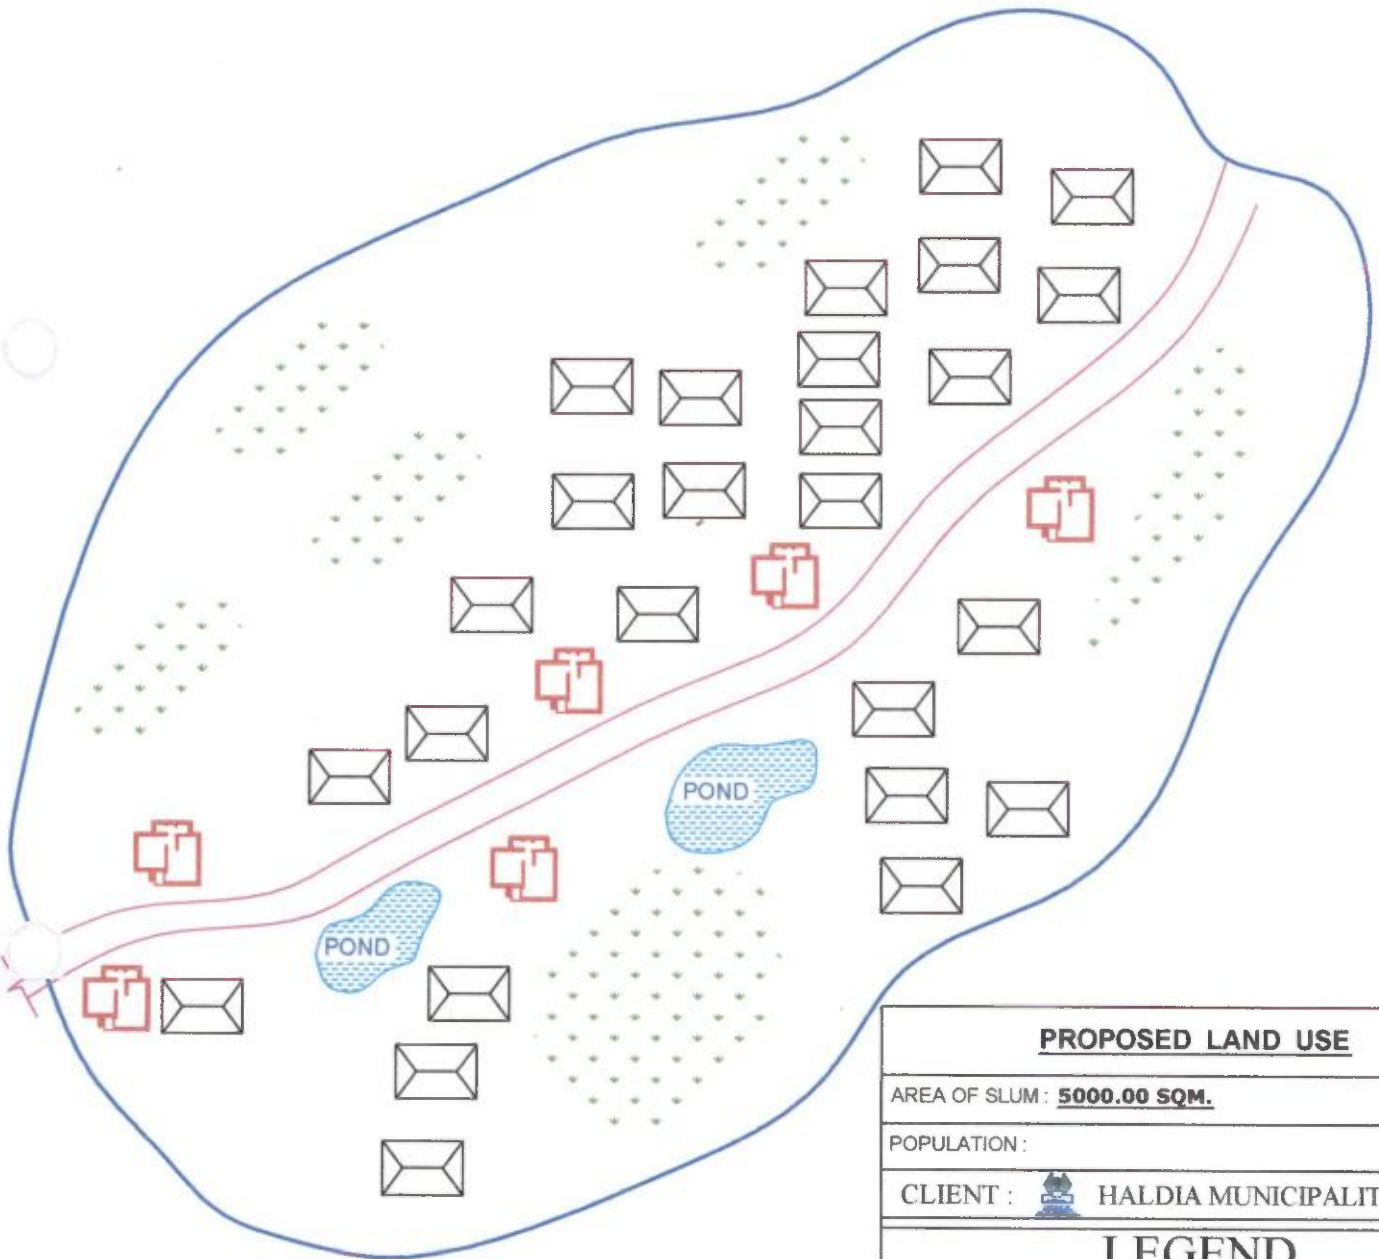 POND
POND
PROPOSED LAND USE
AREA OF SLUM : 5000.00 SQM.
POPULATION :
CLIENT : HALDIA MUNICIPALIT
LEGEND